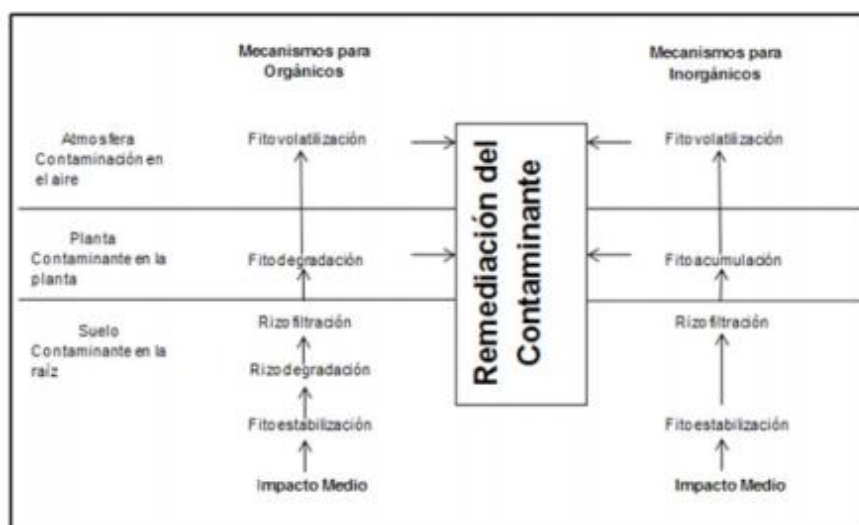 Mecanismos para
Orgánicos
Mecanismos para
Inorgánicos
Atmosfera
Contaminación en
el aire
Fitovolatilización
Fitovolatilización
Planta
Contaminante en la
planta
Fitodegradación
Fitoacumulación
Suelo
Contaminante en la
raíz
Rizofiltración
Rizodegradación
Fitoestabilización
Impacto Medio
Remediación del
Contaminante
Rizofiltración
Fitoestabilización
Impacto Medio